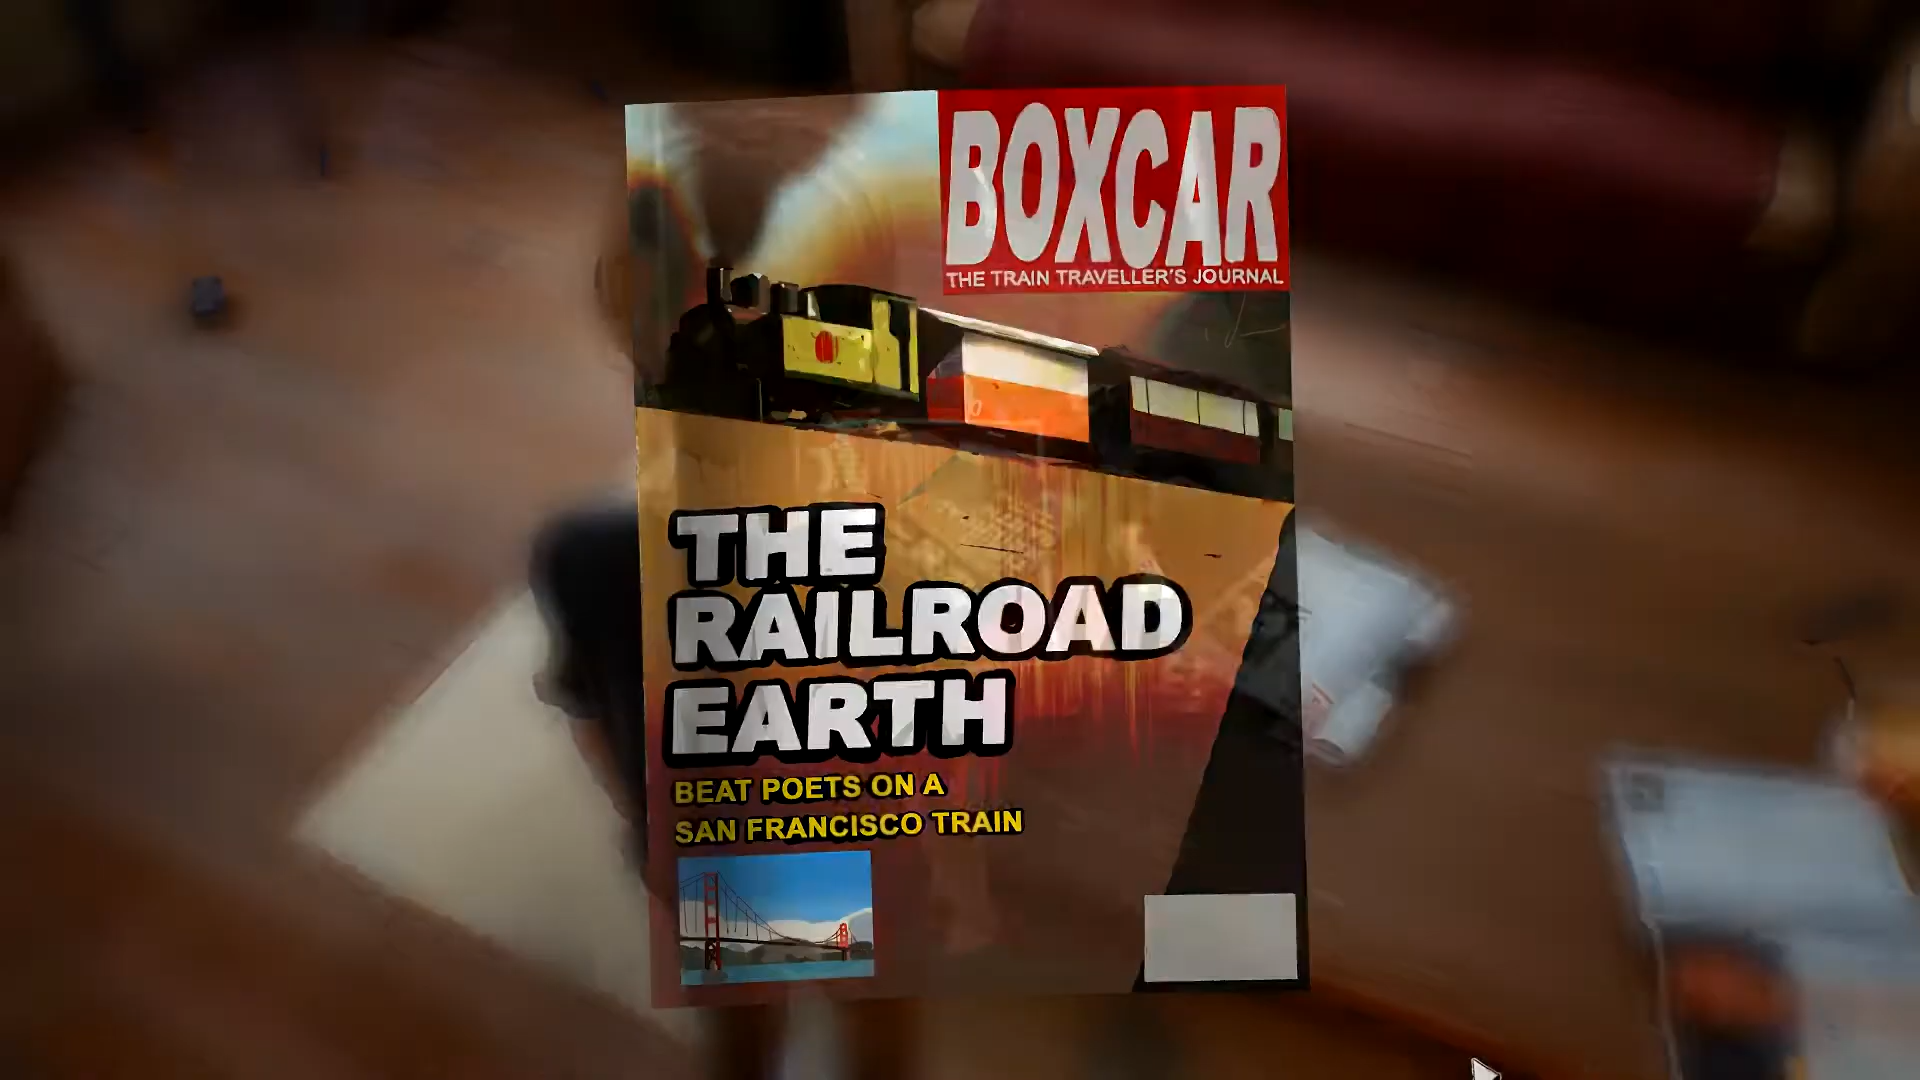 BOXCAR
THE TRAIN TRAVELLER'S JOURNAL
THE
RAILROAD
EARTH
BEAT POETS ON A
SAN FRANCISCO TRAIN